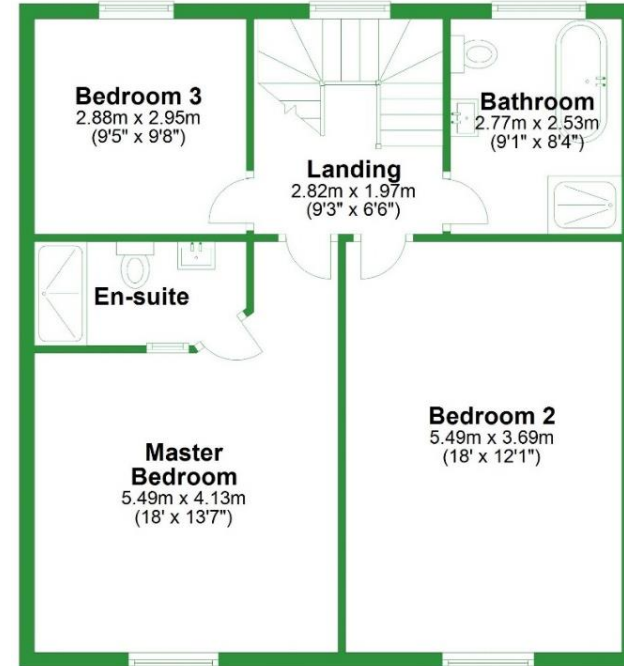 Bedroom 3
2.88m x 2.95m
(9'5" x 9'8")
Bathroom
2.77m x 2.53m
(9'1" x 8'4")
Landing
2.82m x 1.97m
(9'3" x 6'6")
En-suite
Master
Bedroom
5.49m x 4.13m
(18' x 13'7")
Bedroom 2
5.49m x 3.69m
(18' x 12'1")